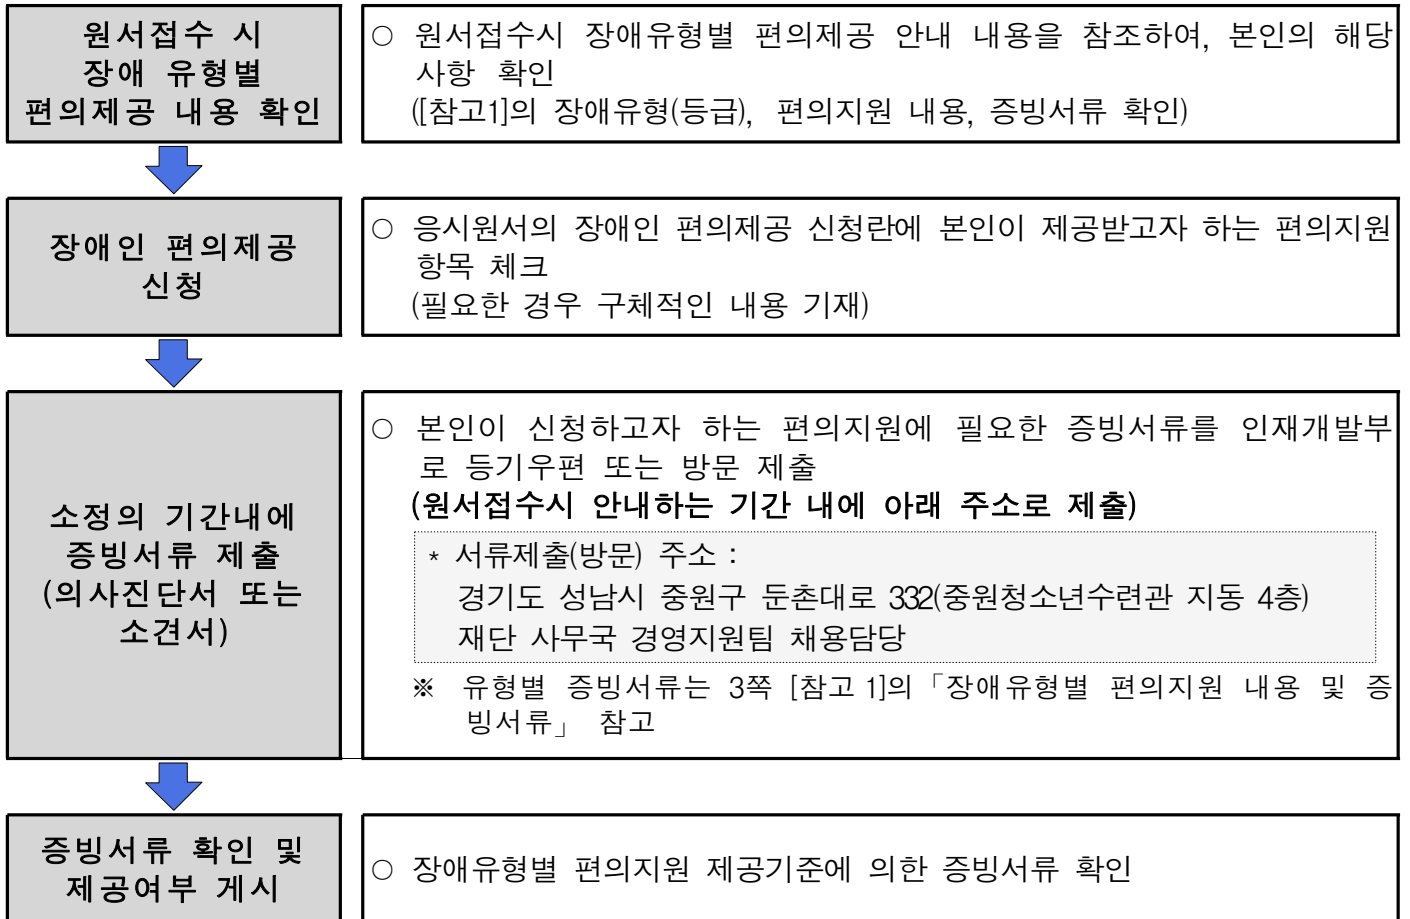 원서접수 시
장애 유형별
편의제공 내용 확인
○ 원서접수시 장애유형별 편의제공 안내 내용을 참조하여, 본인의 해당
사항 확인
([참고1]의 장애유형(등급), 편의지원 내용, 증빙서류 확인)
장애인 편의제공
신청
○ 응시원서의 장애인 편의제공 신청란에 본인이 제공받고자 하는 편의지원
항목 체크
(필요한 경우 구체적인 내용 기재)
소정의 기간내에
증빙서류 제출
(의사진단서 또는
소견서)
○ 본인이 신청하고자 하는 편의지원에 필요한 증빙서류를 인재개발부
로 등기우편 또는 방문 제출
(원서접수시 안내하는 기간 내에 아래 주소로 제출)
* 서류제출(방문) 주소 :
경기도 성남시 중원구 둔촌대로 332(중원청소년수련관 지동 4층)
재단 사무국 경영지원팀 채용담당
※ 유형별 증빙서류는 3쪽 [참고 1]의「장애유형별 편의지원 내용 및 증
빙서류」 참고
증빙서류 확인 및
제공여부 게시
○ 장애유형별 편의지원 제공기준에 의한 증빙서류 확인